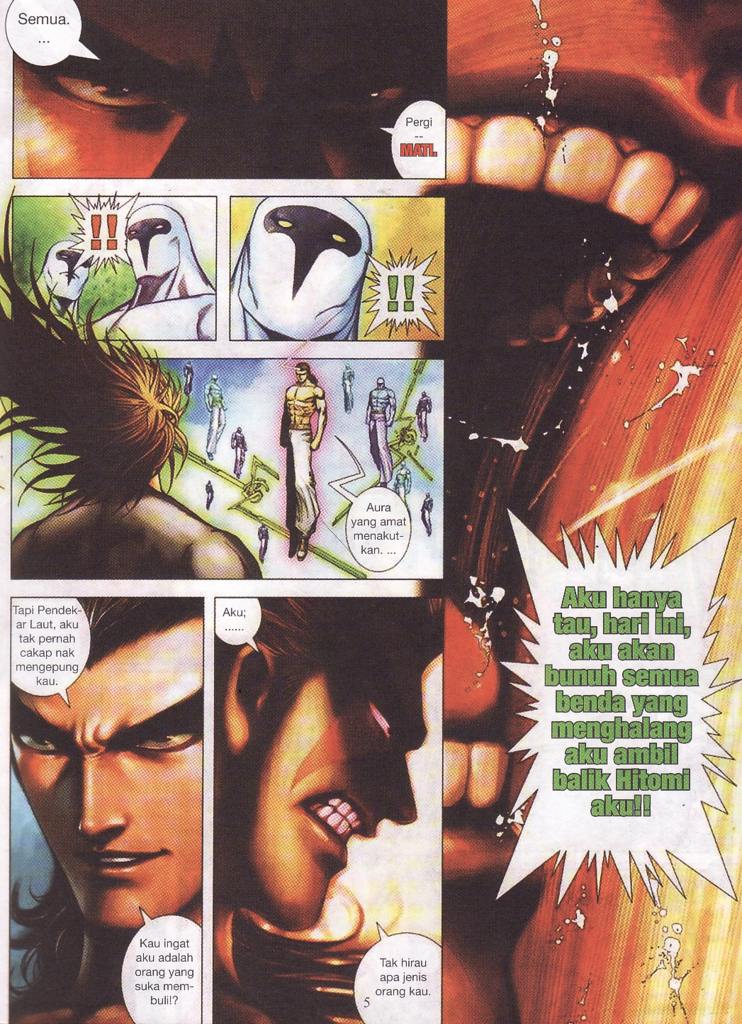 Semua.
...
Pergi
--
MATI.
!!
!!
Aura
yang amat
menakut-
kan. ...
Tapi Pendek-
ar Laut, aku
tak pernah
cakap nak
mengepung
kau.
Kau ingat
aku adalah
orang yang
suka mem-
buli!?
Aku;
......
Tak hirau
apa jenis
orang kau.
Aku hanya
tau, hari ini,
aku akan
bunuh semua
benda yang
menghalang
aku ambil
balik Hitomi
aku!!
5